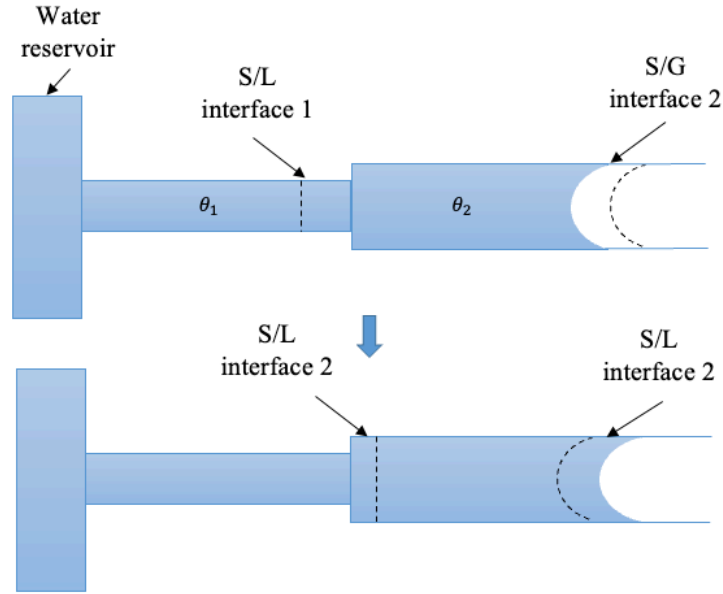 Water
reservoir
S/L
interface 1
S/G
interface 2
θ₁
θ₂
S/L
interface 2
S/L
interface 2